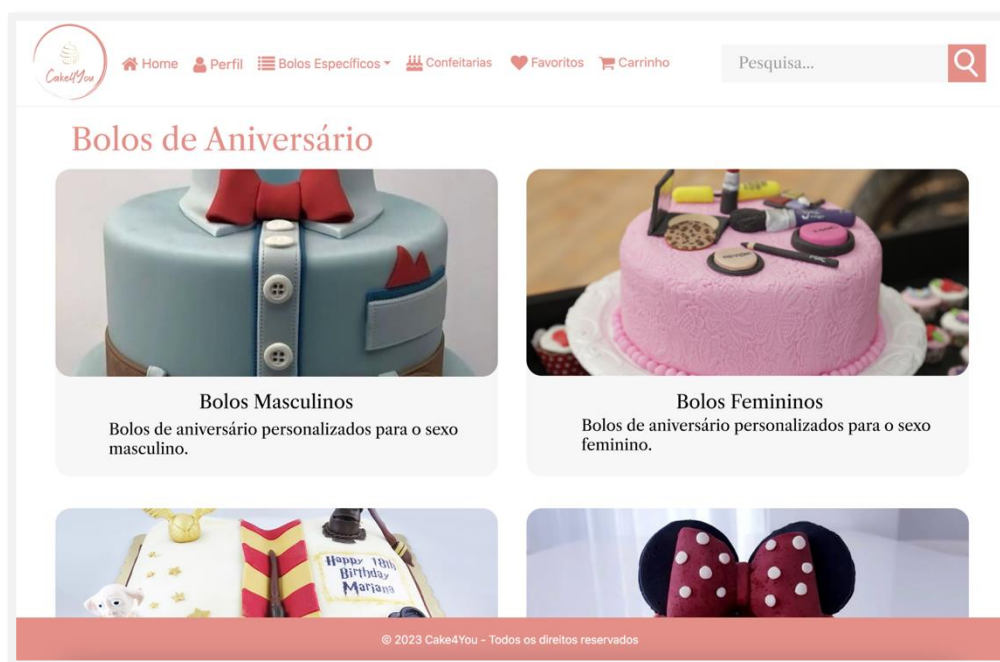 Cake4You
Home Perfil Bolos Específicos Confeitarias Favoritos Carrinho Pesquisa...
Bolos de Aniversário
Bolos Masculinos
Bolos de aniversário personalizados para o sexo
masculino.
Bolos Femininos
Bolos de aniversário personalizados para o sexo
feminino.
Happy 18th
Birthday
Mariana
© 2023 Cake4You - Todos os direitos reservados